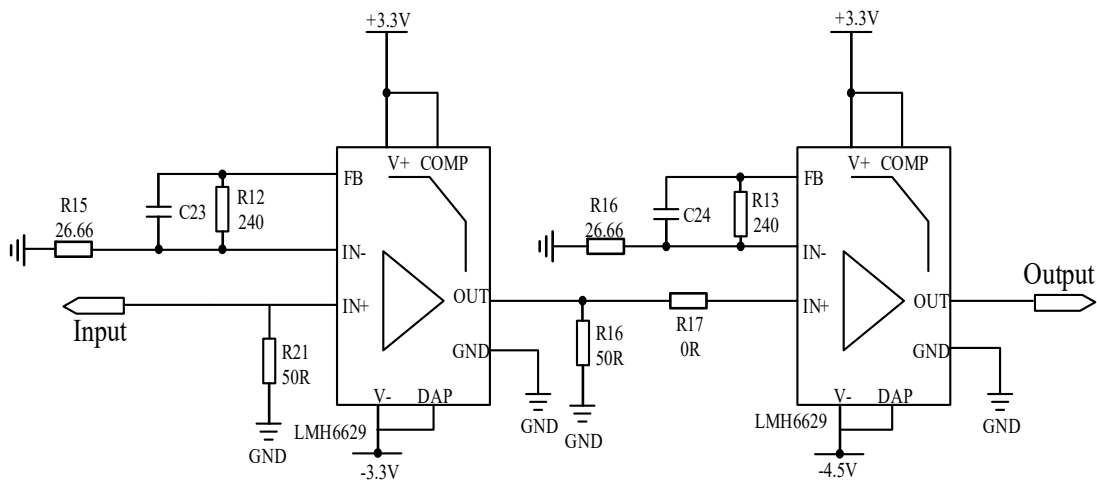 +3.3V
V+ COMP
FB
R12
240
C23
R15
26.66
IN-
IN+
Input
R21
50R
GND
OUT
GND
GND
V- DAP
LMH6629
-3.3V
R16
50R
GND
R17
0R
+3.3V
V+ COMP
FB
R13
240
C24
R16
26.66
IN-
IN+
OUT
Output
GND
GND
V- DAP
LMH6629
-4.5V